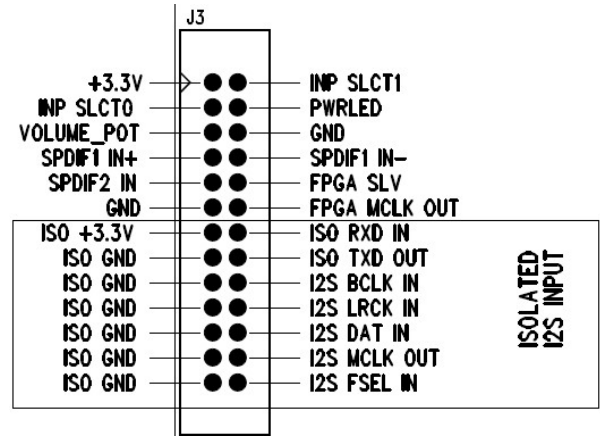 J3
+3.3V INP SLCT1
INP SLCT0 PWRLED
VOLUME_POT GND
SPDIF1 IN+ SPDIF1 IN-
SPDIF2 IN FPGA SLV
GND FPGA MCLK OUT
ISO +3.3V ISO RXD IN
ISO GND ISO TXD OUT
ISO GND I2S BCLK IN
ISO GND I2S LRCK IN
ISO GND I2S DAT IN
ISO GND I2S MCLK OUT
ISO GND I2S FSEL IN
ISOLATED
I2S INPUT